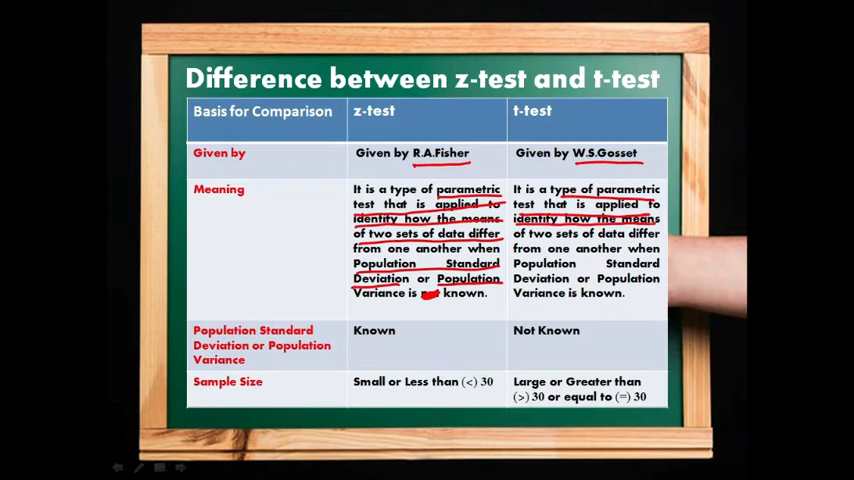 Difference between z-test and t-test
Basis for Comparison
z-test
t-test
Given by
Given by R.A.Fisher
Given by W.S.Gosset
Meaning
It is a type of parametric
test that is applied to
identify how the means
of two sets of data differ
from one another when
Population Standard
Deviation or Population
Variance is not known.
It is a type of parametric
test that is applied to
identify how the means
of two sets of data differ
from one another when
Population Standard
Deviation or Population
Variance is known.
Population Standard
Deviation or Population
Variance
Known
Not Known
Sample Size
Small or Less than (<) 30
Large or Greater than
(>) 30 or equal to (=) 30